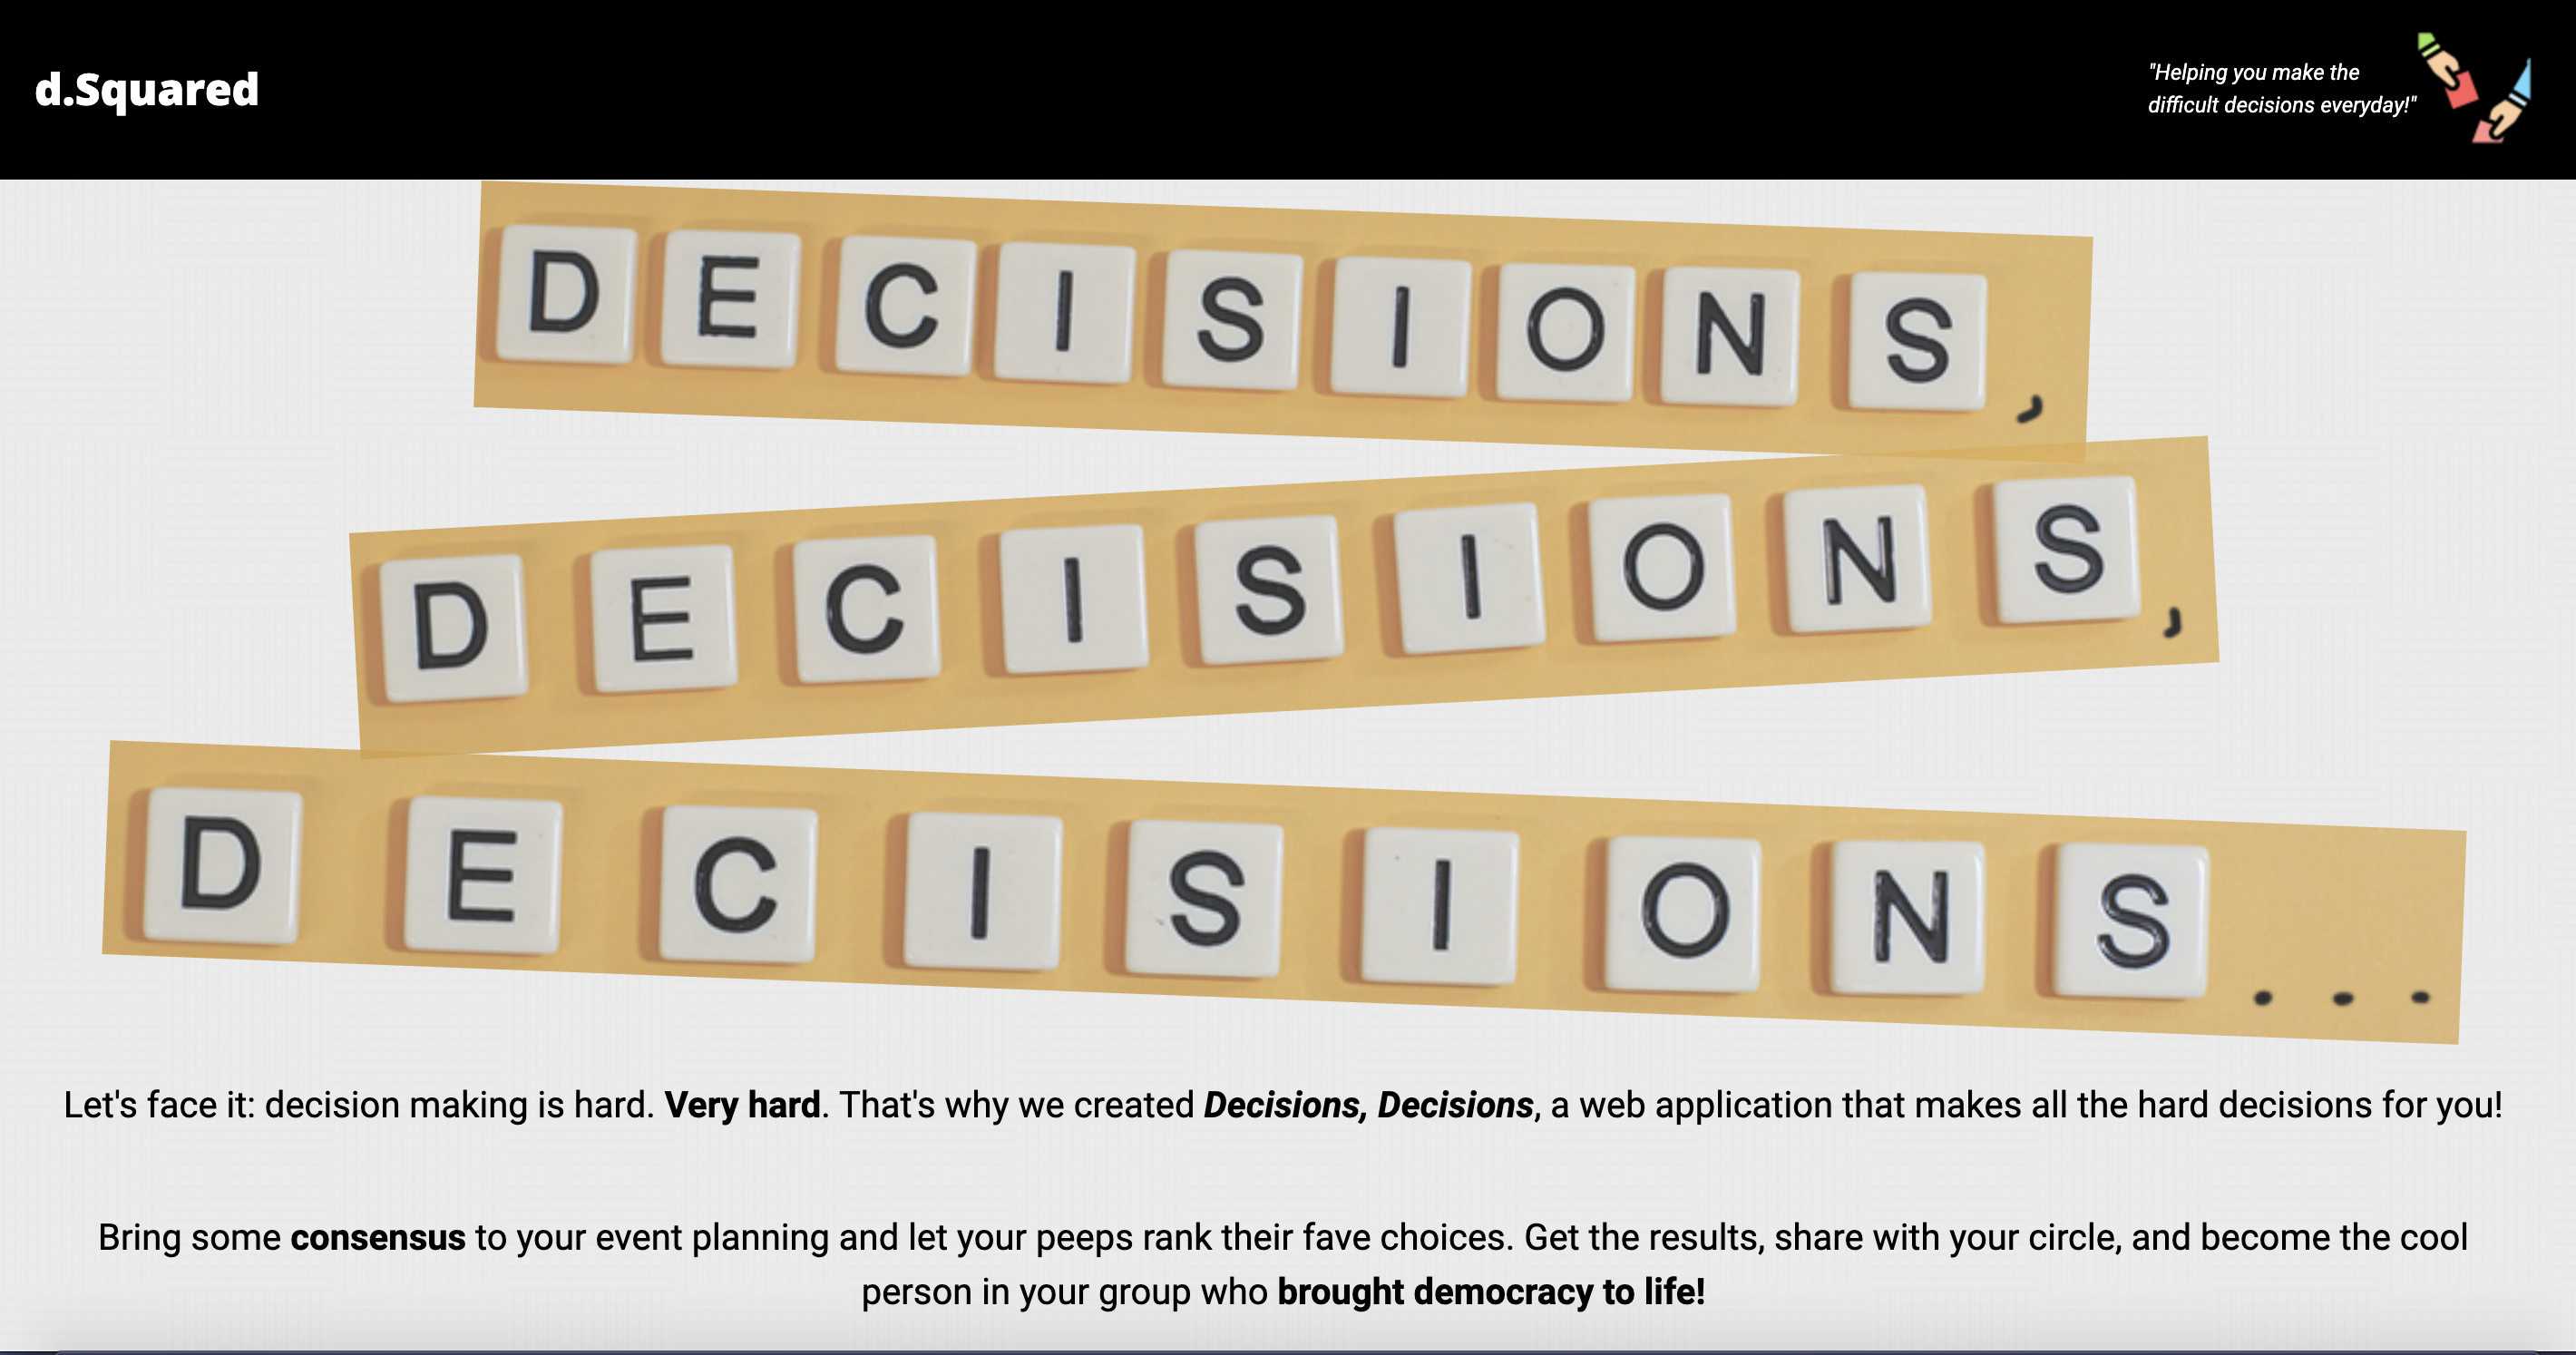 d.Squared
"Helping you make the
difficult decisions everyday!"
DECISIONS,
DECISIONS,
DECISIONS...
Let's face it: decision making is hard. Very hard. That's why we created Decisions, Decisions, a web application that makes all the hard decisions for you!
Bring some consensus to your event planning and let your peeps rank their fave choices. Get the results, share with your circle, and become the cool
person in your group who brought democracy to life!